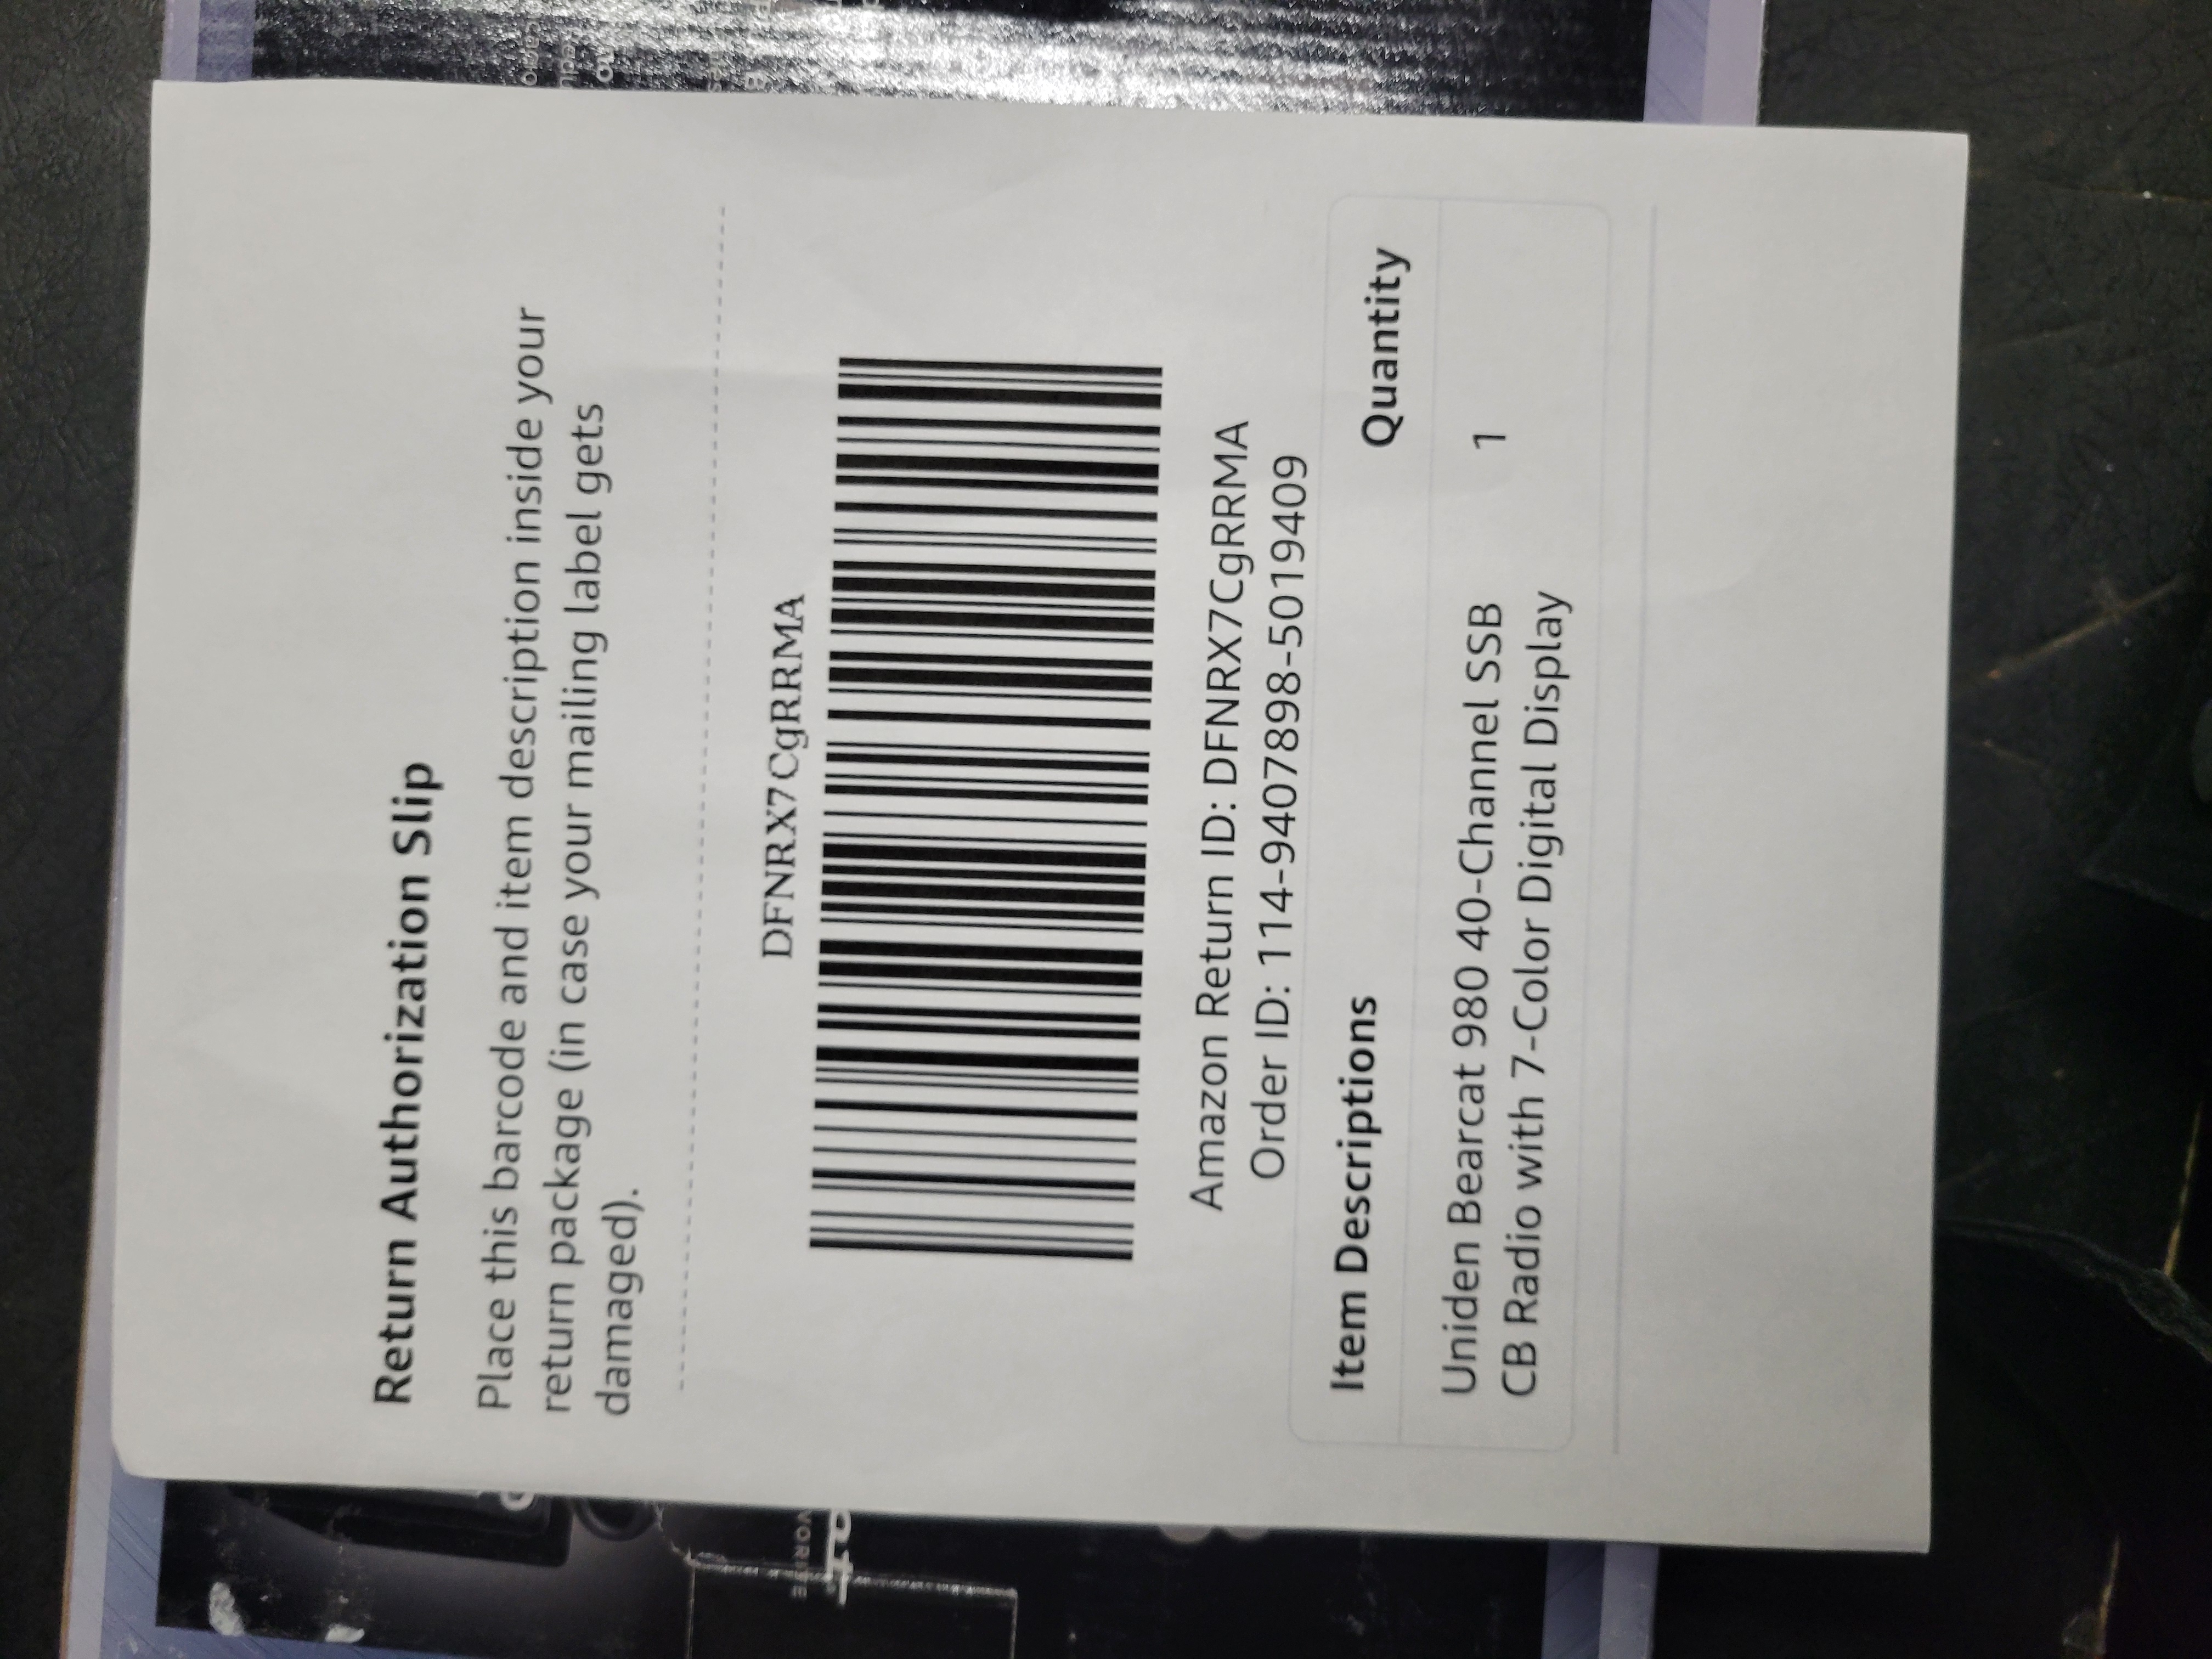 Return Authorization Slip
Place this barcode and item description inside your
return package (in case your mailing label gets
damaged).
DFNRX7CgRRMA
Amazon Return ID: DFNRX7CgRRMA
Order ID: 114-9407898-5019409
Item Descriptions Quantity
Uniden Bearcat 980 40-Channel SSB 1
CB Radio with 7-Color Digital Display